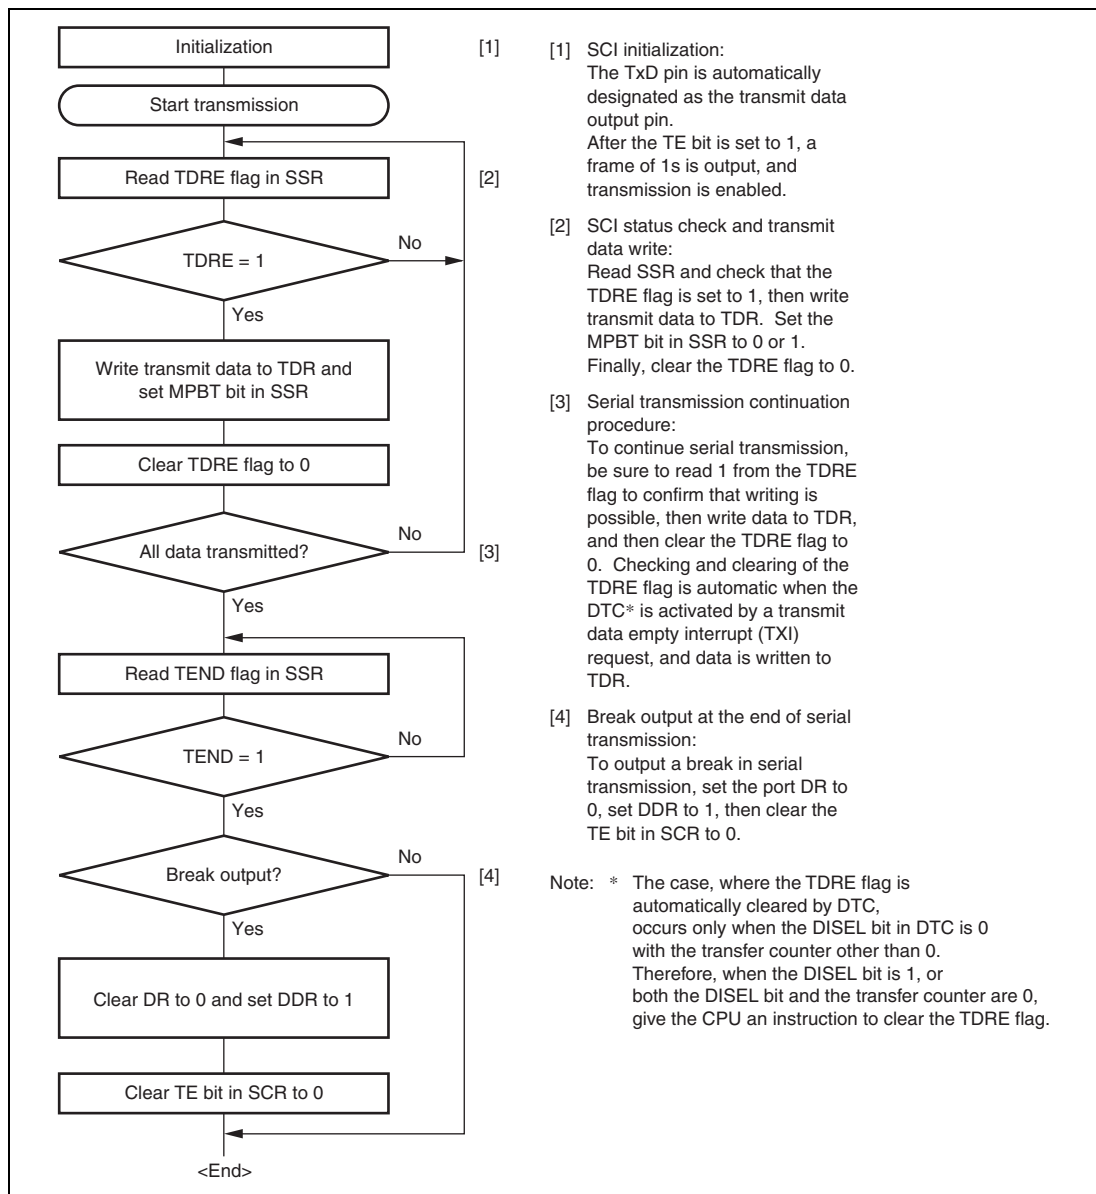 Initialization
[1]
Start transmission
Read TDRE flag in SSR
[2]
TDRE = 1
No
Yes
Write transmit data to TDR and
set MPBT bit in SSR
Clear TDRE flag to 0
All data transmitted?
No
[3]
Yes
Read TEND flag in SSR
TEND = 1
No
Yes
Break output?
No
[4]
Yes
Clear DR to 0 and set DDR to 1
Clear TE bit in SCR to 0
<End>
[1] SCI initialization:
The TxD pin is automatically
designated as the transmit data
output pin.
After the TE bit is set to 1, a
frame of 1s is output, and
transmission is enabled.
[2] SCI status check and transmit
data write:
Read SSR and check that the
TDRE flag is set to 1, then write
transmit data to TDR. Set the
MPBT bit in SSR to 0 or 1.
Finally, clear the TDRE flag to 0.
[3] Serial transmission continuation
procedure:
To continue serial transmission,
be sure to read 1 from the TDRE
flag to confirm that writing is
possible, then write data to TDR,
and then clear the TDRE flag to
0. Checking and clearing of the
TDRE flag is automatic when the
DTC* is activated by a transmit
data empty interrupt (TXI)
request, and data is written to
TDR.
[4] Break output at the end of serial
transmission:
To output a break in serial
transmission, set the port DR to
0, set DDR to 1, then clear the
TE bit in SCR to 0.
Note: * The case, where the TDRE flag is
automatically cleared by DTC,
occurs only when the DISEL bit in DTC is 0
with the transfer counter other than 0.
Therefore, when the DISEL bit is 1, or
both the DISEL bit and the transfer counter are 0,
give the CPU an instruction to clear the TDRE flag.